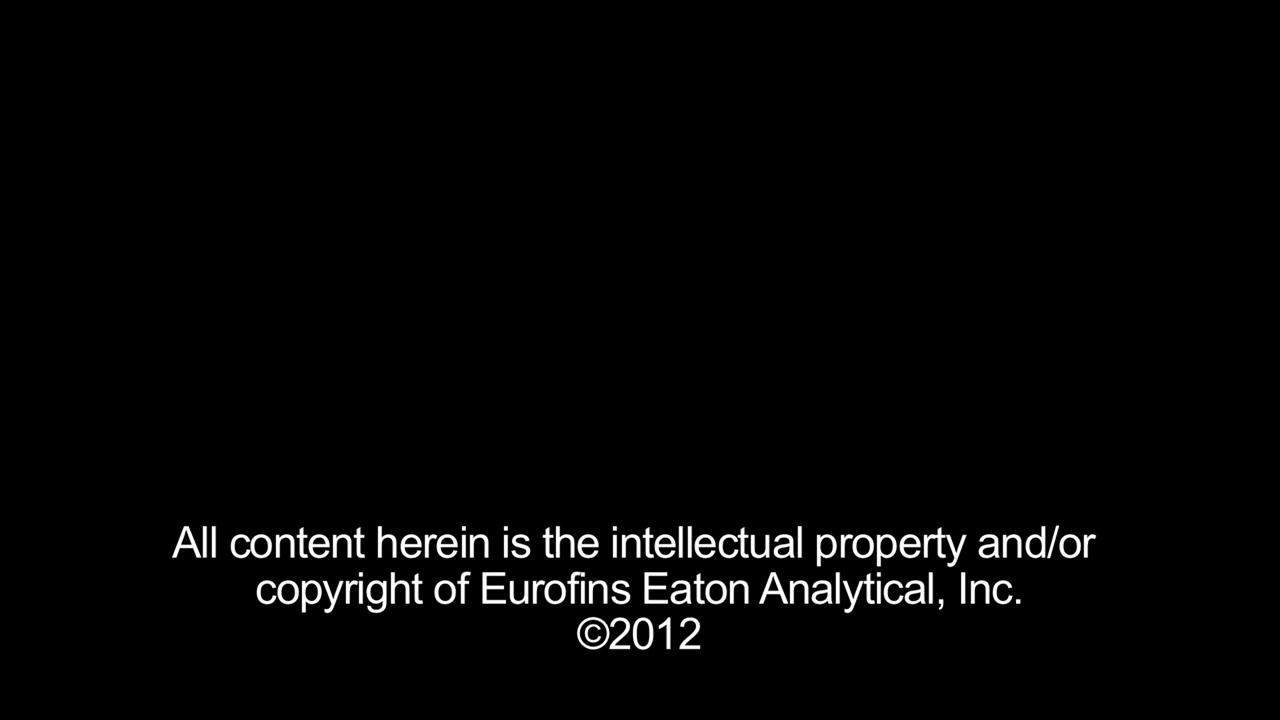 All content herein is the intellectual property and/or
copyright of Eurofins Eaton Analytical, Inc.
©2012